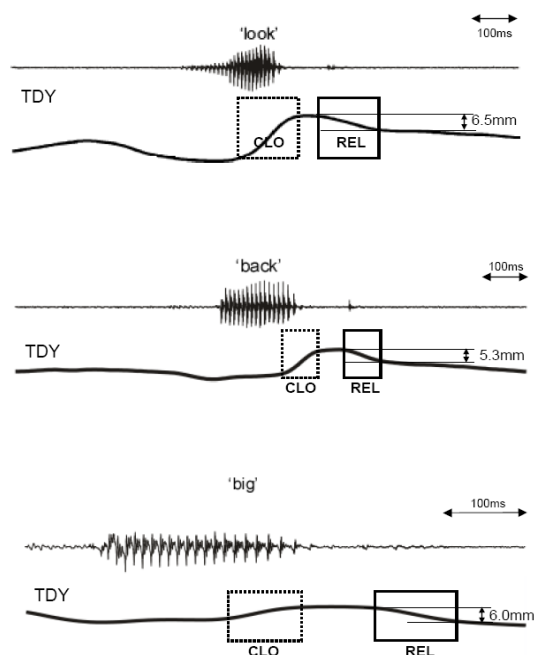 'look'
100ms
TDY
CLO
REL
6.5mm
'back'
100ms
TDY
CLO
REL
5.3mm
'big'
100ms
TDY
CLO
REL
6.0mm